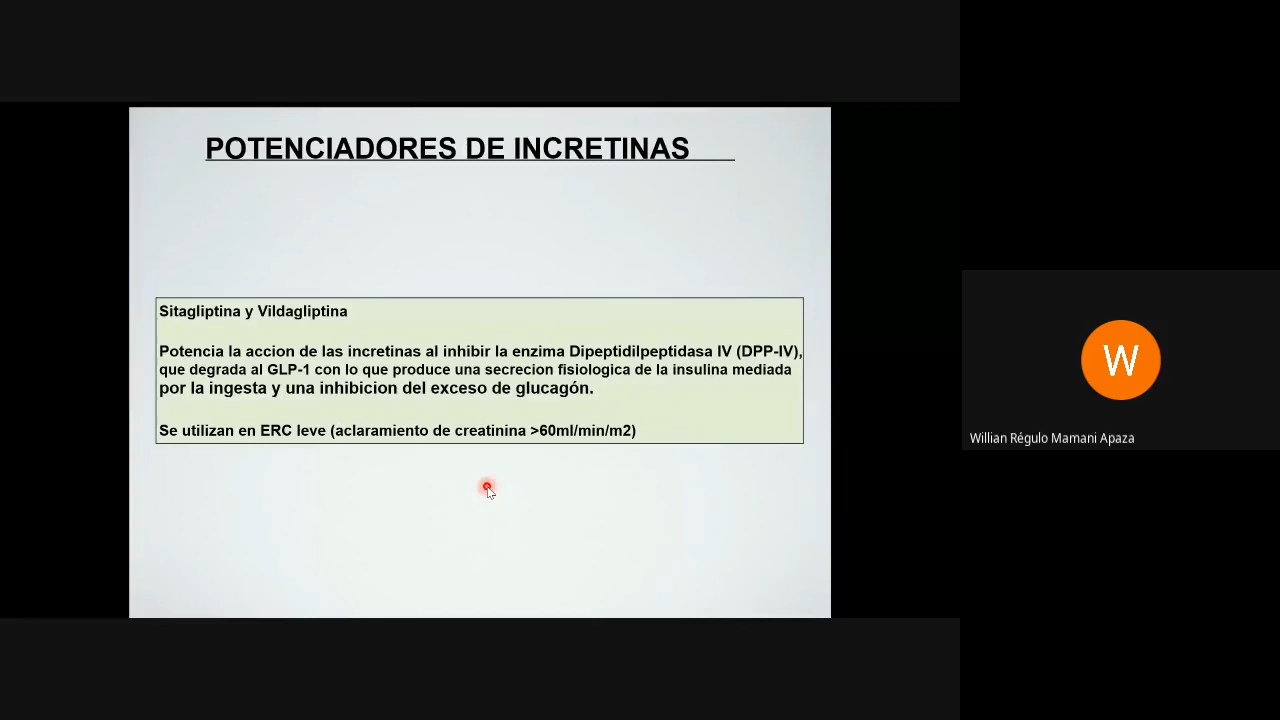 POTENCIADORES DE INCRETINAS
Sitagliptina y Vildagliptina
Potencia la accion de las incretinas al inhibir la enzima Dipeptidilpeptidasa IV (DPP-IV),
que degrada al GLP-1 con lo que produce una secrecion fisiologica de la insulina mediada
por la ingesta y una inhibicion del exceso de glucagón.
Se utilizan en ERC leve (aclaramiento de creatinina >60ml/min/m2)
W
Willian Régulo Mamani Apaza